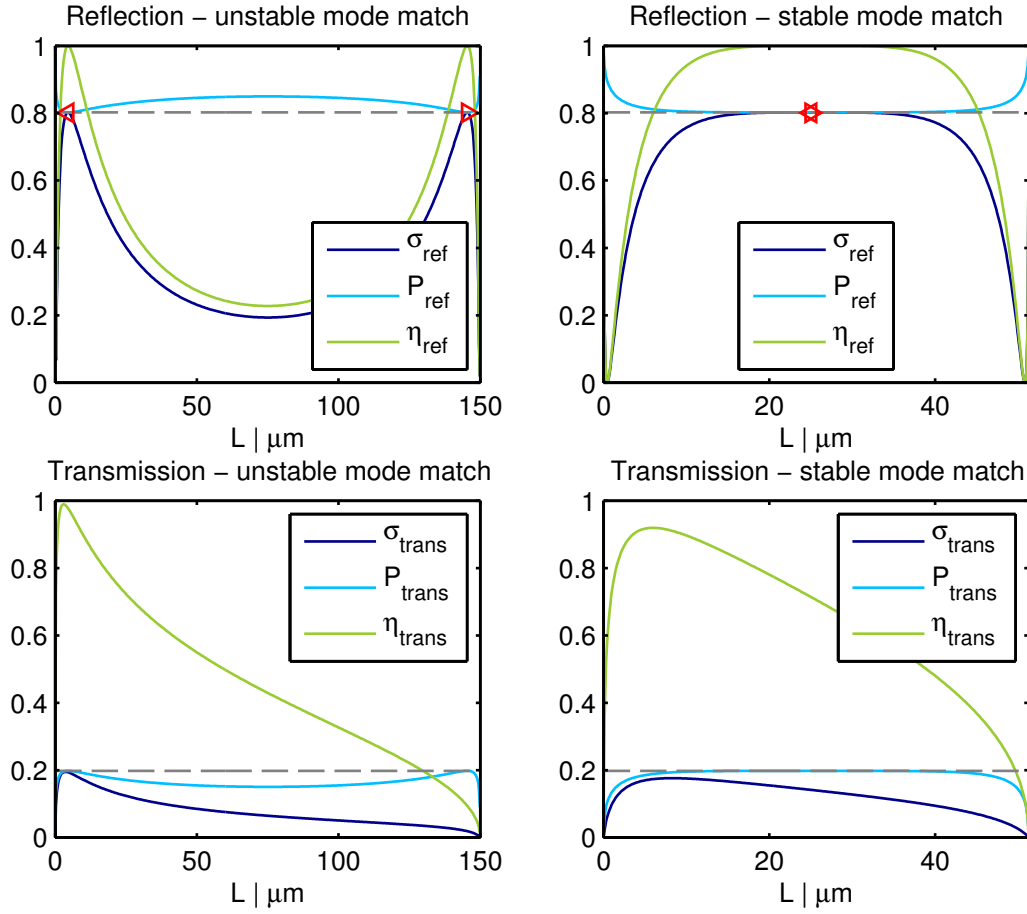 Reflection – unstable mode match
1
0.8
0.6
0.4
0.2
0
σref
Pref
ηref
0 50 100 150
L | μm
Reflection – stable mode match
1
0.8
0.6
0.4
0.2
0
σref
Pref
ηref
0 20 40
L | μm
Transmission – unstable mode match
1
0.8
0.6
0.4
0.2
0
σtrans
Ptrans
ηtrans
0 50 100 150
L | μm
Transmission – stable mode match
1
0.8
0.6
0.4
0.2
0
σtrans
Ptrans
ηtrans
0 20 40
L | μm